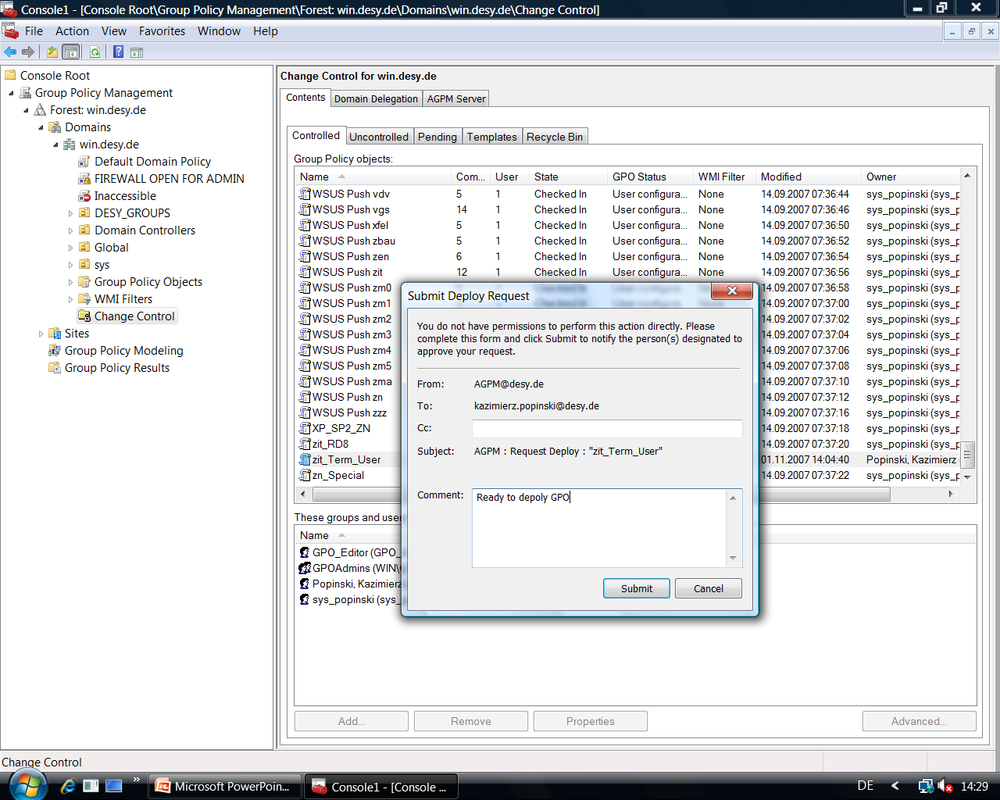 Console1 - [Console Root\Group Policy Management\Forest: win.desy.de\Domains\win.desy.de\Change Control]
File Action View Favorites Window Help
Console Root
Group Policy Management
Forest: win.desy.de
Domains
win.desy.de
Default Domain Policy
FIREWALL OPEN FOR ADMIN
Inaccessible
DESY_GROUPS
Domain Controllers
Global
sys
Group Policy Objects
WMI Filters
Change Control
Sites
Group Policy Modeling
Group Policy Results
Change Control for win.desy.de
Contents Domain Delegation AGPM Server
Controlled Uncontrolled Pending Templates Recycle Bin
Group Policy objects:
Name Com... User State GPO Status WMI Filter Modified Owner
WSUS Push vdv 5 1 Checked In User configura... None 14.09.2007 07:36:44 sys_popinski (sys_p
WSUS Push vgs 14 1 Checked In User configura... None 14.09.2007 07:36:46 sys_popinski (sys_p
WSUS Push xfel 5 1 Checked In User configura... None 14.09.2007 07:36:50 sys_popinski (sys_p
WSUS Push zbau 5 1 Checked In User configura... None 14.09.2007 07:36:52 sys_popinski (sys_p
WSUS Push zen 6 1 Checked In User configura... None 14.09.2007 07:36:54 sys_popinski (sys_p
WSUS Push zit 12 1 Checked In User configura... None 14.09.2007 07:36:56 sys_popinski (sys_p
WSUS Push zm0 14.09.2007 07:36:58 sys_popinski (sys_p
WSUS Push zm1 14.09.2007 07:37:00 sys_popinski (sys_p
WSUS Push zm2 14.09.2007 07:37:02 sys_popinski (sys_p
WSUS Push zm3 14.09.2007 07:37:04 sys_popinski (sys_p
WSUS Push zm4 14.09.2007 07:37:06 sys_popinski (sys_p
WSUS Push zm5 14.09.2007 07:37:08 sys_popinski (sys_p
WSUS Push zma 14.09.2007 07:37:10 sys_popinski (sys_p
WSUS Push zn 14.09.2007 07:37:12 sys_popinski (sys_p
WSUS Push zzz 14.09.2007 07:37:16 sys_popinski (sys_p
XP_SP2_ZN 14.09.2007 07:37:18 sys_popinski (sys_p
zit_RD8 14.09.2007 07:37:20 sys_popinski (sys_p
zit_Term_User 01.11.2007 14:04:40 Popinski, Kazimierz
zn_Special 14.09.2007 07:37:22 sys_popinski (sys_p
Submit Deploy Request
You do not have permissions to perform this action directly. Please
complete this form and click Submit to notify the person(s) designated to
approve your request.
From: AGPM@desy.de
To: kazimierz.popinski@desy.de
Cc:
Subject: AGPM : Request Deploy : "zit_Term_User"
Comment: Ready to depoly GPO
Submit Cancel
These groups and user
Name
GPO_Editor (GPO_
GPOAdmins (WIN\
Popinski, Kazimierz
sys_popinski (sys_
Add... Remove Properties Advanced...
Change Control
Microsoft PowerPoin... Console1 - [Console ... DE 14:29